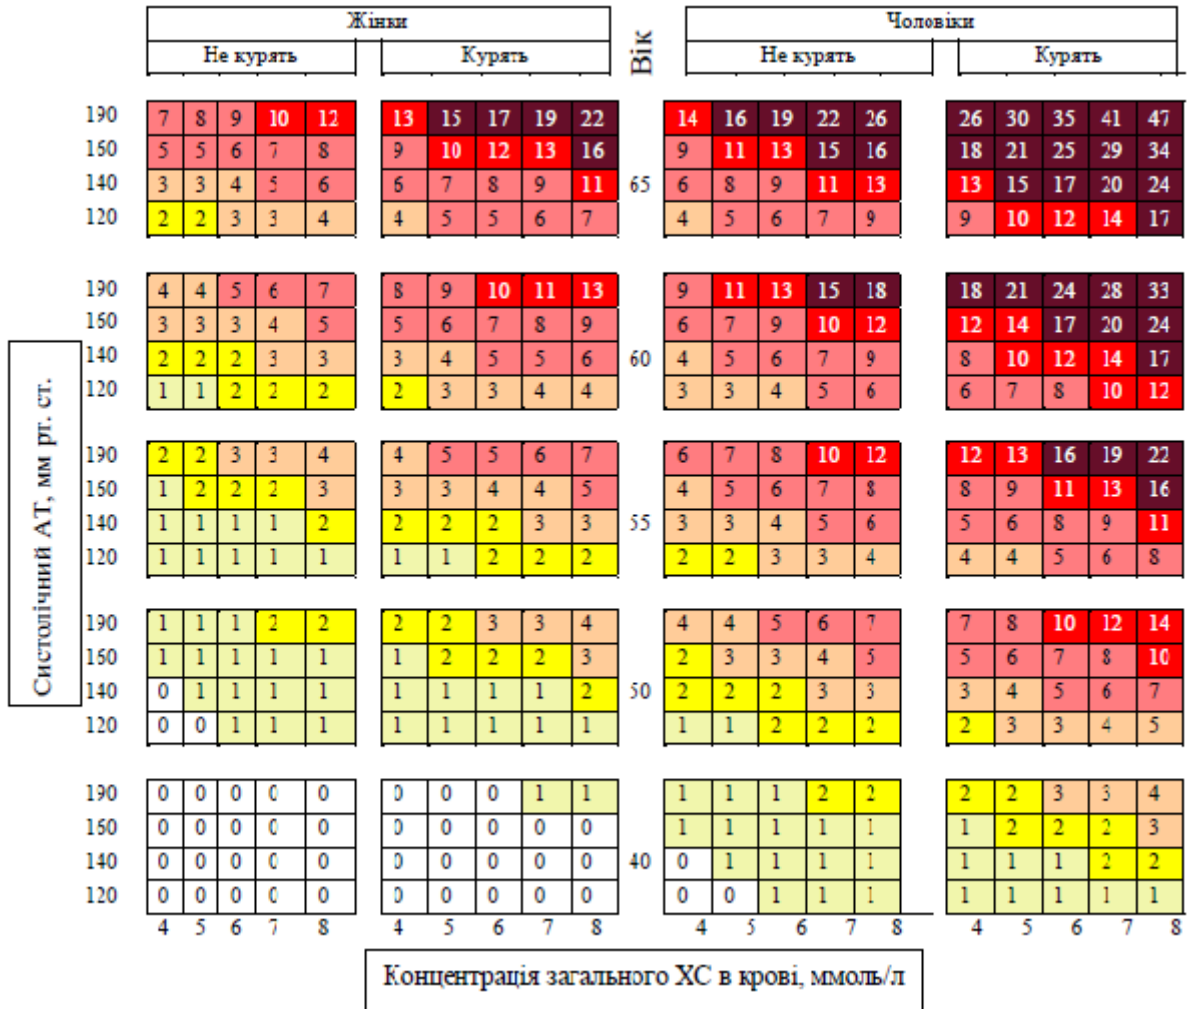 Жінки Чоловіки
Не курять Курять Вік Не курять Курять
190 7 8 9 10 12 13 15 17 19 22 14 16 19 22 26 26 30 35 41 47
150 5 5 6 7 8 9 10 12 13 16 9 11 13 15 16 18 21 25 29 34
140 3 3 4 5 6 6 7 8 9 11 65 6 8 9 11 13 13 15 17 20 24
120 2 2 3 3 4 4 5 5 6 7 4 5 6 7 9 9 10 12 14 17
190 4 4 5 6 7 8 9 10 11 13 9 11 13 15 18 18 21 24 28 33
150 3 3 3 4 5 5 6 7 8 9 6 7 9 10 12 12 14 17 20 24
140 2 2 2 3 3 3 4 5 5 6 60 4 5 6 7 9 8 10 12 14 17
120 1 1 2 2 2 2 3 3 4 4 3 3 4 5 6 6 7 8 10 12
190 2 2 3 3 4 4 5 5 6 7 6 7 8 10 12 12 13 16 19 22
150 1 2 2 2 3 3 3 4 4 5 4 5 6 7 8 8 9 11 13 16
140 1 1 1 1 2 2 2 2 3 3 55 3 3 4 5 6 5 6 8 9 11
120 1 1 1 1 1 1 1 2 2 2 2 2 3 3 4 4 4 5 6 8
190 1 1 1 2 2 2 2 3 3 4 4 4 5 6 7 7 8 10 12 14
150 1 1 1 1 1 1 2 2 2 3 2 3 3 4 5 5 6 7 8 10
140 0 1 1 1 1 1 1 1 1 2 50 2 2 2 3 3 3 4 5 6 7
120 0 0 1 1 1 1 1 1 1 1 1 1 2 2 2 2 3 3 4 5
190 0 0 0 0 0 0 0 0 1 1 1 1 1 2 2 2 2 3 3 4
150 0 0 0 0 0 0 0 0 0 0 1 1 1 1 1 1 2 2 2 3
140 0 0 0 0 0 0 0 0 0 0 40 0 1 1 1 1 1 1 1 2 2
120 0 0 0 0 0 0 0 0 0 0 0 0 1 1 1 1 1 1 1 1
4 5 6 7 8 4 5 6 7 8 4 5 6 7 8 4 5 6 7 8
Систолічний АТ, мм рт. ст.
Концентрація загального ХС в крові, ммоль/л